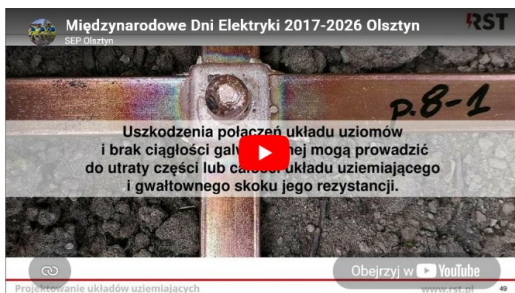 Międzynarodowe Dni Elektryki 2017-2026 Olsztyn
SEP Olsztyn
RST
p.8-1
Uszkodzenia połączeń układu uziomów
i brak ciągłości mogą prowadzić
do utraty części lub układu uziemiającego
i gwałtownego skoku jego rezystancji.
Obejrzyj w YouTube
Projektowanie układów uziemiających
www.rst.pl
49